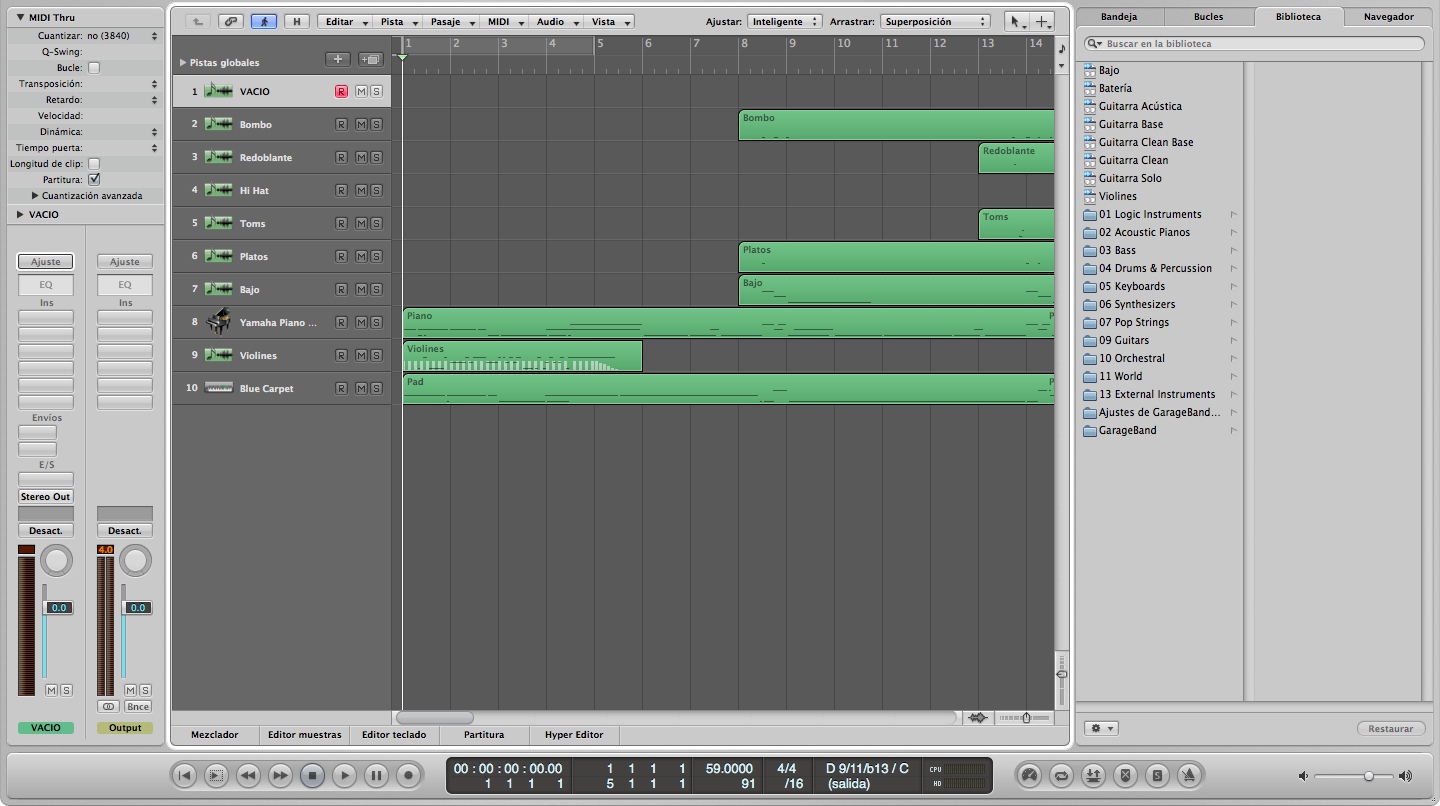 MIDI Thru
Cuantizar: no (3840)
Q-Swing:
Bucle:
Transposición:
Retardo:
Velocidad:
Dinámica:
Tiempo puerta:
Longitud de clip:
Partitura:
Cuantización avanzada
VACIO
Ajuste Ajuste
EQ EQ
Ins Ins
Envíos
E/S
Stereo Out
Desact. Desact.
4.0
0.0 0.0
M S M S
Bnce
VACIO Output
H Editar Pista Pasaje MIDI Audio Vista Ajustar: Inteligente Arrastrar: Superposición
1 2 3 4 5 6 7 8 9 10 11 12 13 14
Pistas globales
1 VACIO R M S
2 Bombo R M S Bombo
3 Redoblante R M S Redoblante
4 Hi Hat R M S
5 Toms R M S Toms
6 Platos R M S Platos
7 Bajo R M S Bajo
8 Yamaha Piano ... R M S Piano P
9 Violines R M S Violines
10 Blue Carpet R M S Pad P
Mezclador Editor muestras Editor teclado Partitura Hyper Editor
Bandeja Bucles Biblioteca Navegador
Buscar en la biblioteca
Bajo
Batería
Guitarra Acústica
Guitarra Base
Guitarra Clean Base
Guitarra Clean
Guitarra Solo
Violines
01 Logic Instruments
02 Acoustic Pianos
03 Bass
04 Drums & Percussion
05 Keyboards
06 Synthesizers
07 Pop Strings
09 Guitars
10 Orchestral
11 World
13 External Instruments
Ajustes de GarageBand...
GarageBand
Restaurar
00 : 00 : 00 : 00.00 1 1 1 1 59.0000 4/4 D 9/11/b13 / C CPU
1 1 1 1 5 1 1 1 91 /16 (salida) HD
S